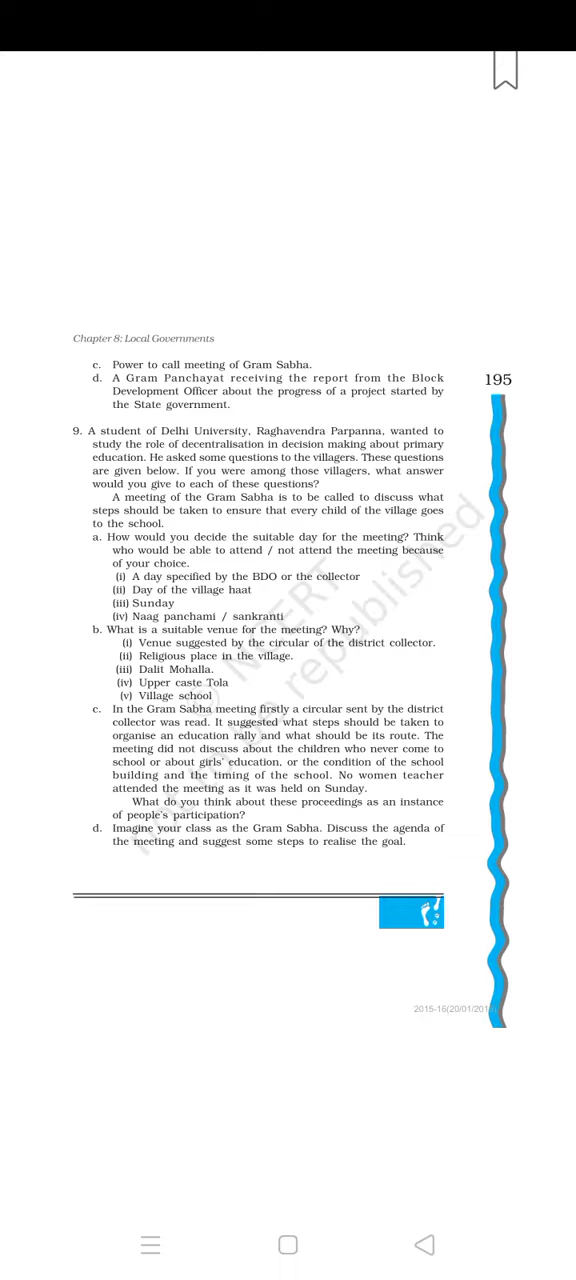 Chapter 8: Local Governments
c. Power to call meeting of Gram Sabha.
d. A Gram Panchayat receiving the report from the Block
Development Officer about the progress of a project started by
the State government.
195
9. A student of Delhi University, Raghavendra Parpanna, wanted to
study the role of decentralisation in decision making about primary
education. He asked some questions to the villagers. These questions
are given below. If you were among those villagers, what answer
would you give to each of these questions?
A meeting of the Gram Sabha is to be called to discuss what
steps should be taken to ensure that every child of the village goes
to the school.
a. How would you decide the suitable day for the meeting? Think
who would be able to attend / not attend the meeting because
of your choice.
(i) A day specified by the BDO or the collector
(ii) Day of the village haat
(iii) Sunday
(iv) Naag panchami / sankranti
b. What is a suitable venue for the meeting? Why?
(i) Venue suggested by the circular of the district collector.
(ii) Religious place in the village.
(iii) Dalit Mohalla.
(iv) Upper caste Tola
(v) Village school
c. In the Gram Sabha meeting firstly a circular sent by the district
collector was read. It suggested what steps should be taken to
organise an education rally and what should be its route. The
meeting did not discuss about the children who never come to
school or about girls' education, or the condition of the school
building and the timing of the school. No women teacher
attended the meeting as it was held on Sunday.
What do you think about these proceedings as an instance
of people's participation?
d. Imagine your class as the Gram Sabha. Discuss the agenda of
the meeting and suggest some steps to realise the goal.
© NCERT
not to be republished
2015-16(20/01/201